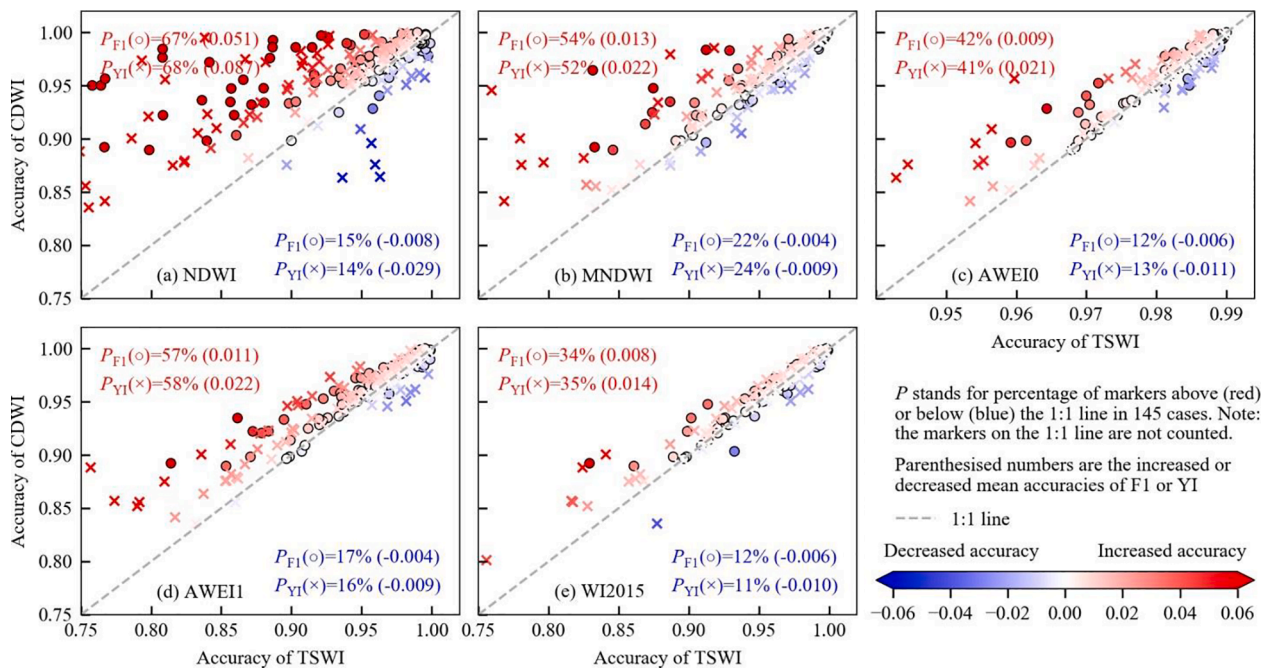 1.00
0.95
0.90
0.85
0.80
0.75
Accuracy of CDWI
P_F1(○)=67% (0.051)
P_YI(×)=68% (0.087)
P_F1(○)=15% (-0.008)
P_YI(×)=14% (-0.029)
(a) NDWI
P_F1(○)=54% (0.013)
P_YI(×)=52% (0.022)
P_F1(○)=22% (-0.004)
P_YI(×)=24% (-0.009)
(b) MNDWI
P_F1(○)=42% (0.009)
P_YI(×)=41% (0.021)
P_F1(○)=12% (-0.006)
P_YI(×)=13% (-0.011)
(c) AWEI0
0.95 0.96 0.97 0.98 0.99
Accuracy of TSWI
1.00
0.95
0.90
0.85
0.80
0.75
Accuracy of CDWI
P_F1(○)=57% (0.011)
P_YI(×)=58% (0.022)
P_F1(○)=17% (-0.004)
P_YI(×)=16% (-0.009)
(d) AWEI1
0.75 0.80 0.85 0.90 0.95 1.00
Accuracy of TSWI
P_F1(○)=34% (0.008)
P_YI(×)=35% (0.014)
P_F1(○)=12% (-0.006)
P_YI(×)=11% (-0.010)
(e) WI2015
0.75 0.80 0.85 0.90 0.95 1.00
Accuracy of TSWI
P stands for percentage of markers above (red)
or below (blue) the 1:1 line in 145 cases. Note:
the markers on the 1:1 line are not counted.
Parenthesised numbers are the increased or
decreased mean accuracies of F1 or YI
1:1 line
Decreased accuracy Increased accuracy
−0.06 −0.04 −0.02 0.00 0.02 0.04 0.06